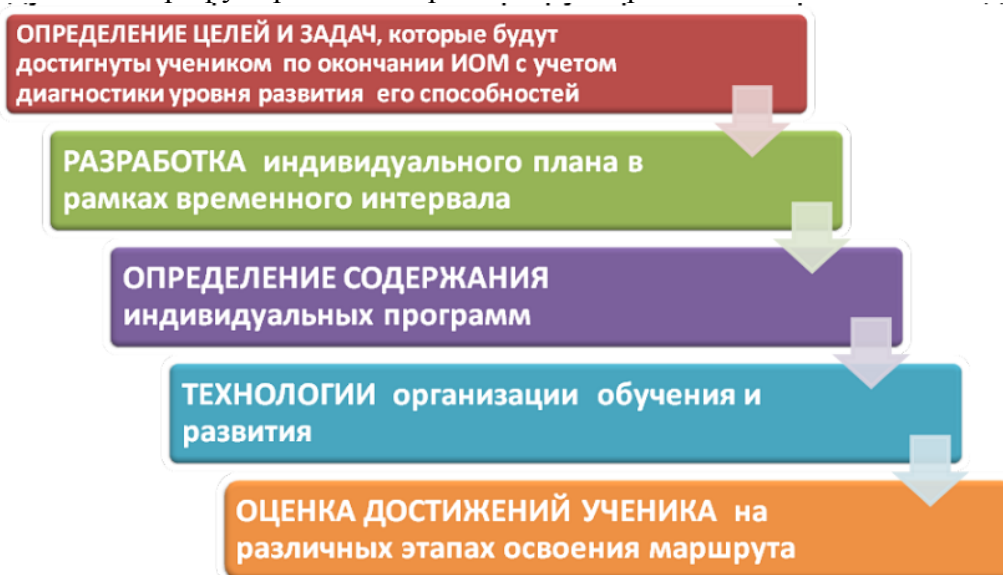 ОПРЕДЕЛЕНИЕ ЦЕЛЕЙ И ЗАДАЧ, которые будут
достигнуты учеником по окончании ИОМ с учетом
диагностики уровня развития его способностей
РАЗРАБОТКА индивидуального плана в
рамках временного интервала
ОПРЕДЕЛЕНИЕ СОДЕРЖАНИЯ
индивидуальных программ
ТЕХНОЛОГИИ организации обучения и
развития
ОЦЕНКА ДОСТИЖЕНИЙ УЧЕНИКА на
различных этапах освоения маршрута